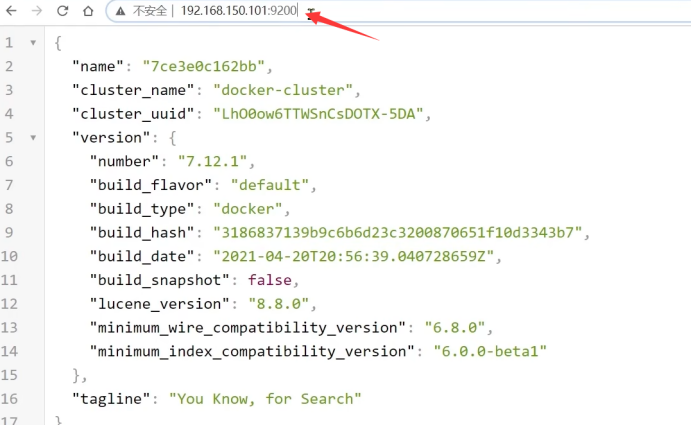 不安全 | 192.168.150.101:9200
1 {
2 "name": "7ce3e0c162bb",
3 "cluster_name": "docker-cluster",
4 "cluster_uuid": "LhO0ow6TTWSnCsDOTX-5DA",
5 "version": {
6 "number": "7.12.1",
7 "build_flavor": "default",
8 "build_type": "docker",
9 "build_hash": "3186837139b9c6b6d23c3200870651f10d3343b7",
10 "build_date": "2021-04-20T20:56:39.040728659Z",
11 "build_snapshot": false,
12 "lucene_version": "8.8.0",
13 "minimum_wire_compatibility_version": "6.8.0",
14 "minimum_index_compatibility_version": "6.0.0-beta1"
15 },
16 "tagline": "You Know, for Search"
17 }